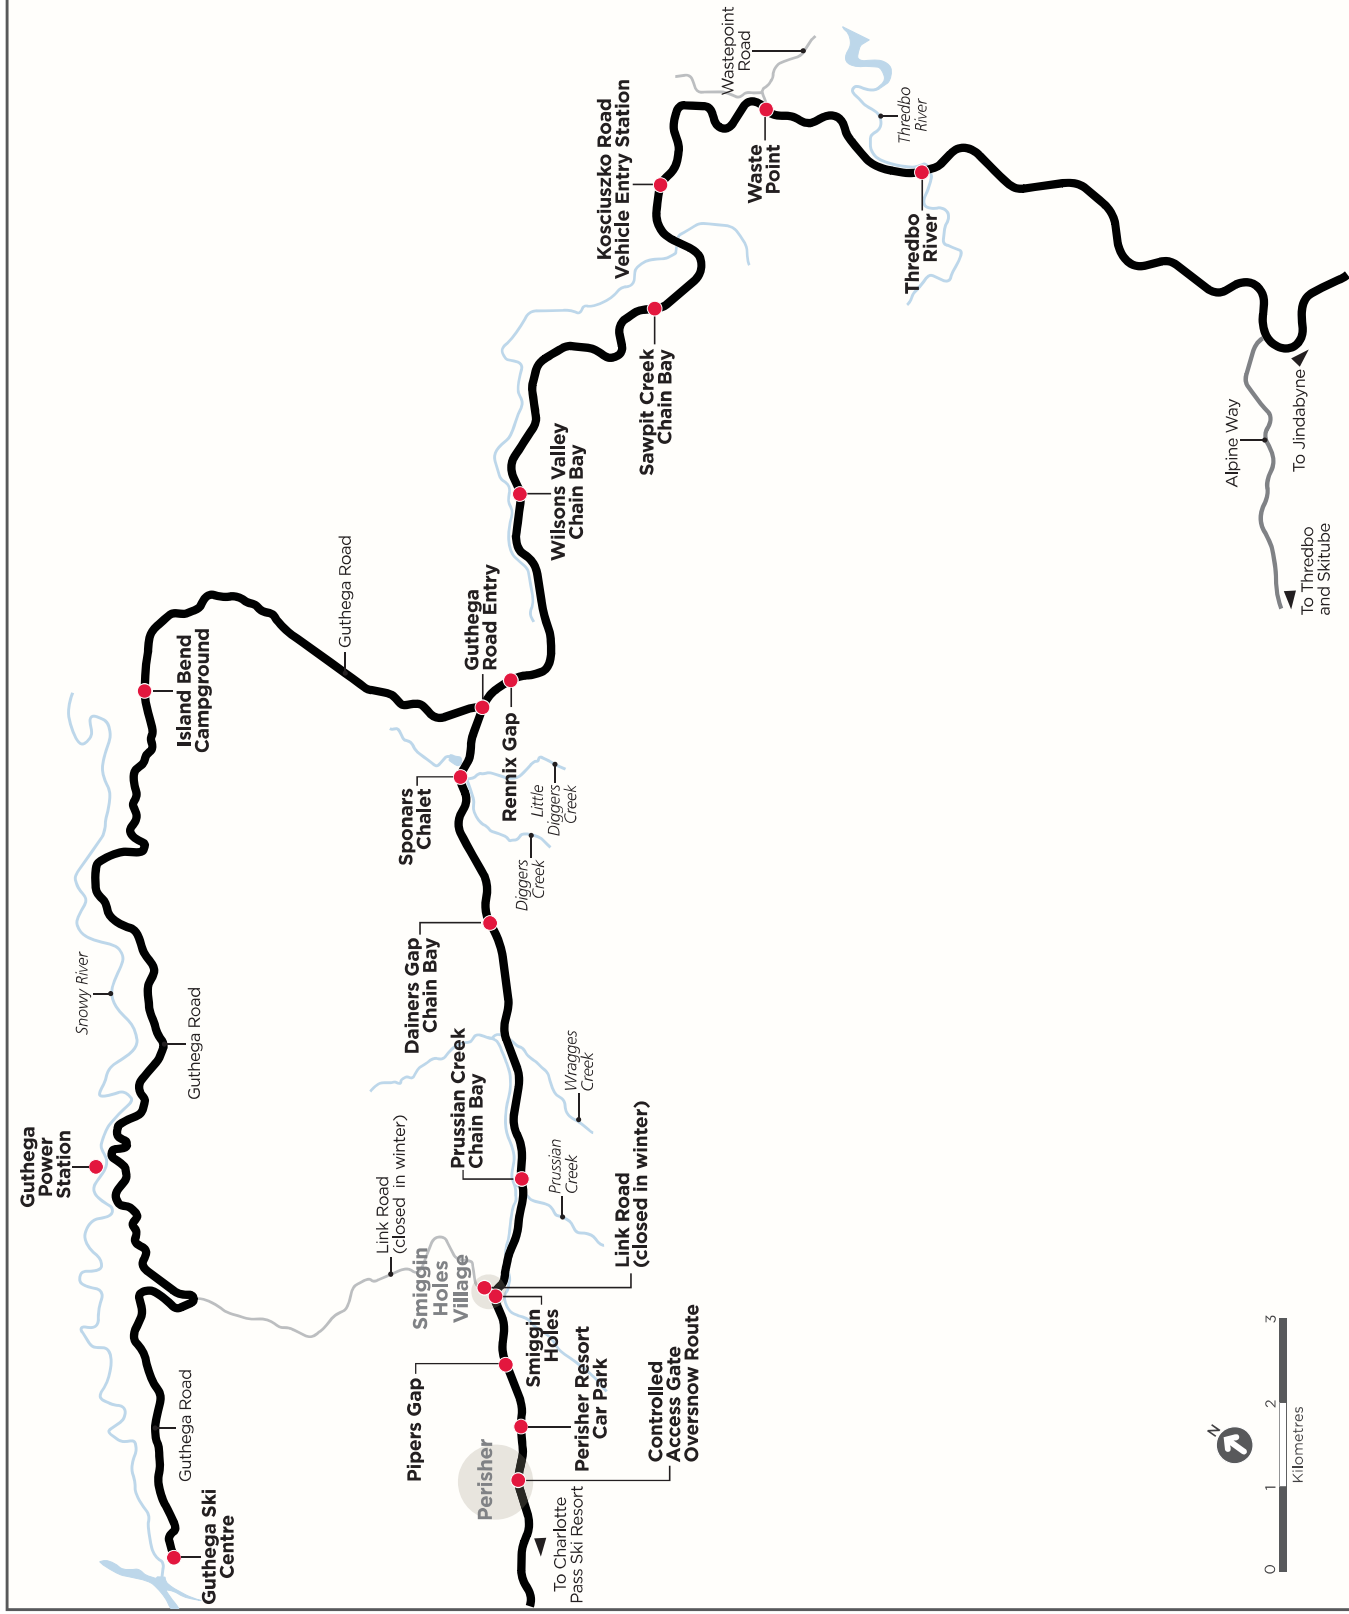 Guthega Ski
Centre
Guthega Road
Guthega
Power
Station
Snowy River
Guthega Road
Island Bend
Campground
Guthega Road
Link Road
(closed in winter)
To Charlotte
Pass Ski Resort
Perisher
Controlled
Access Gate
Oversnow Route
Perisher Resort
Car Park
Pipers Gap
Smiggin
Holes
Smiggin
Holes
Village
Link Road
(closed in winter)
Prussian
Creek
Prussian Creek
Chain Bay
Wragges
Creek
Dainers Gap
Chain Bay
Diggers
Creek
Little
Diggers
Creek
Sponars
Chalet
Rennix Gap
Guthega
Road Entry
Wilsons Valley
Chain Bay
Sawpit Creek
Chain Bay
Kosciuszko Road
Vehicle Entry Station
Waste
Point
Wastepoint
Road
Thredbo
River
Thredbo
River
Alpine Way
To Jindabyne
To Thredbo
and Skitube
N
0 1 2 3
Kilometres